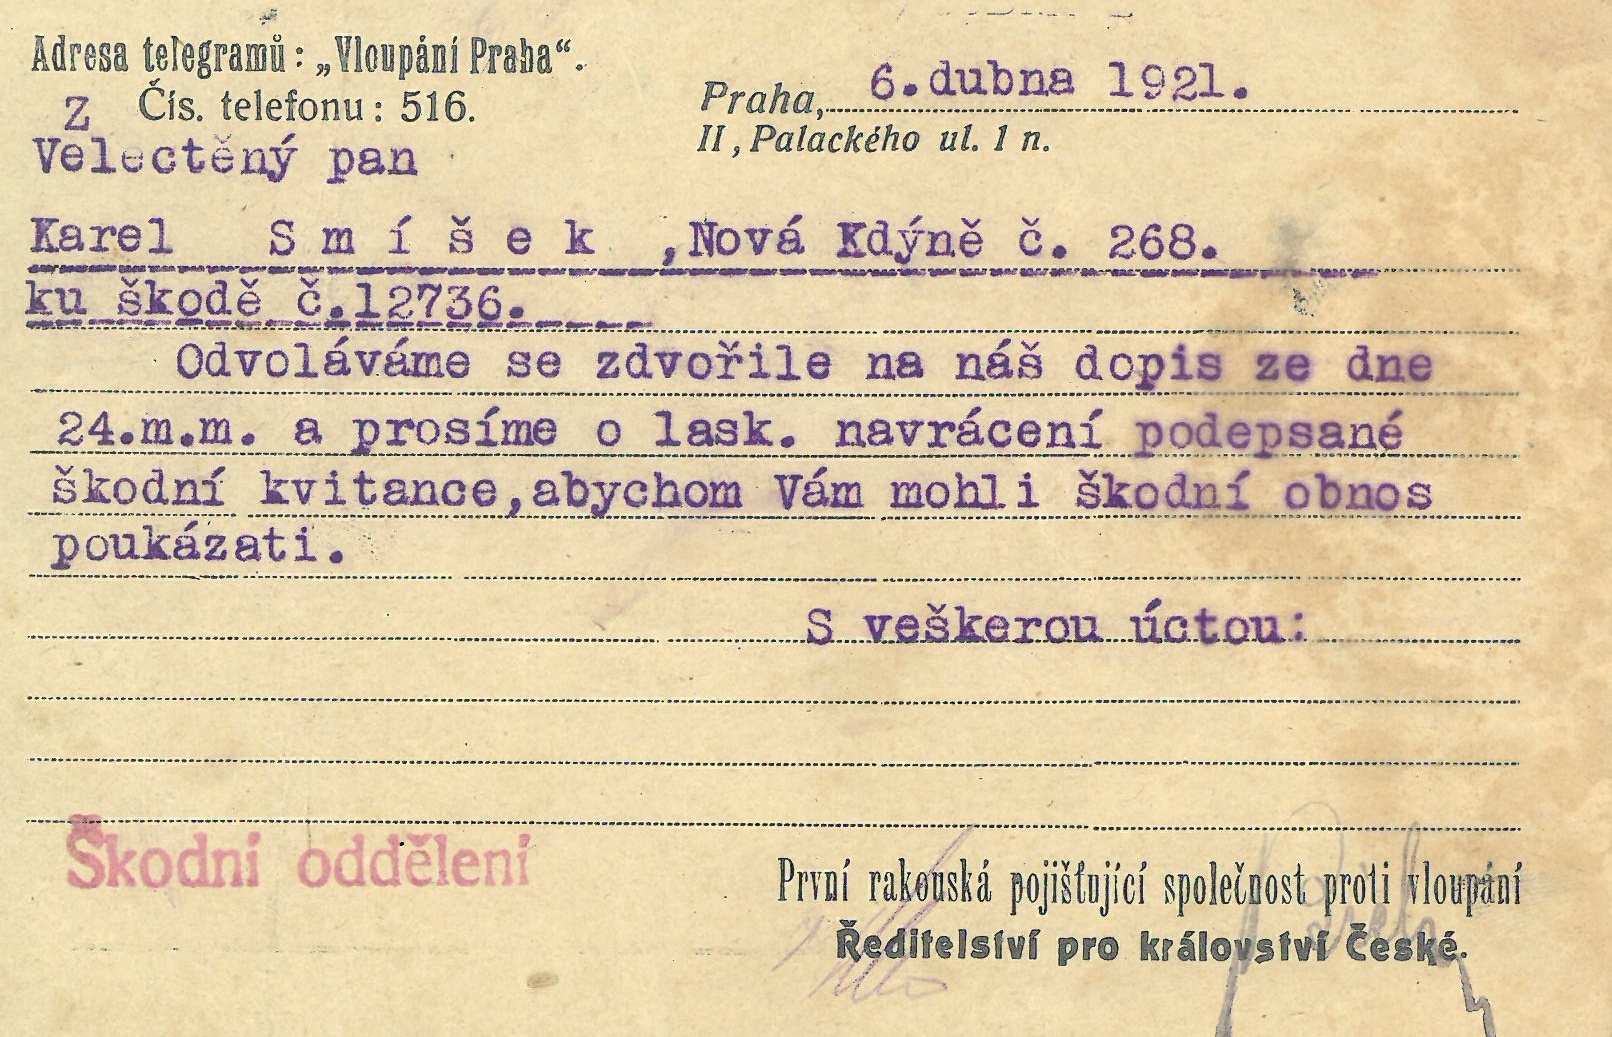 Adresa telegramů: „Vloupání Praha“.
Z Čís. telefonu: 516.
Praha, 6.dubna 1921.
II, Palackého ul. 1 n.
Velectěný pan
Karel Smíšek ,Nová Kdýně č. 268.
ku škodě č.12736.
Odvoláváme se zdvořile na náš dopis ze dne
24.m.m. a prosíme o lask. navrácení podepsané
škodní kvitance,abychom Vám mohli škodní obnos
poukázati.
S veškerou úctou:
Škodní oddělení
První rakouská pojišťující společnost proti vloupání
Ředitelství pro království České.